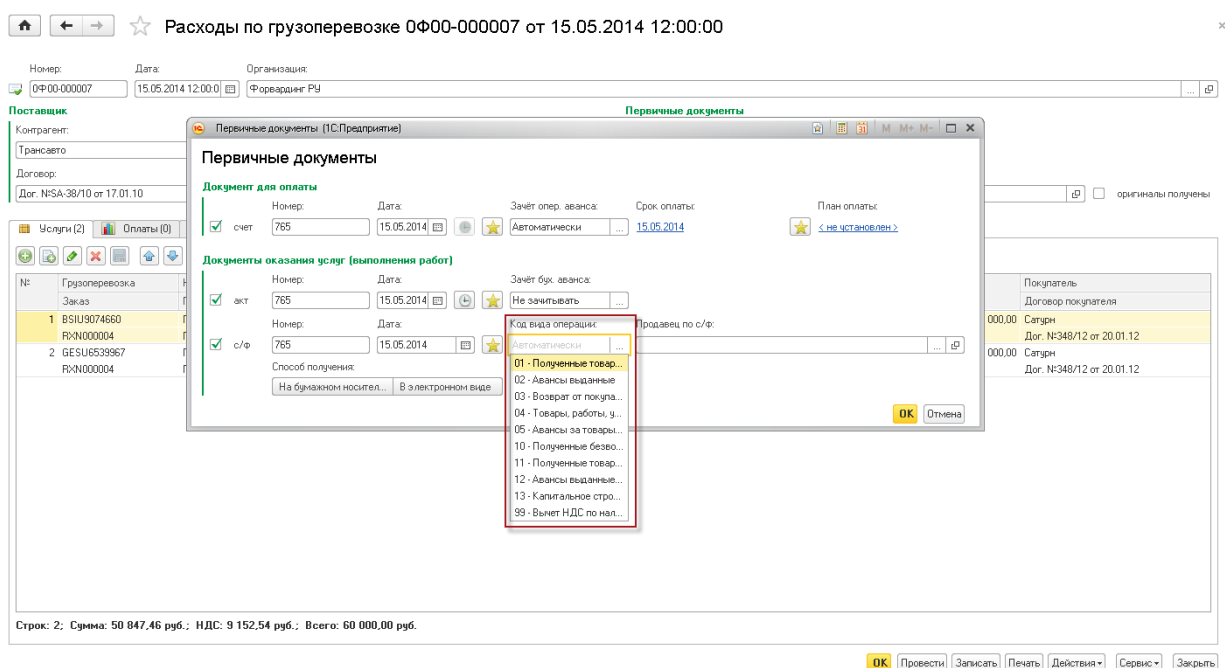 Расходы по грузоперевозке 0Ф00-000007 от 15.05.2014 12:00:00
Номер: Дата: Организация:
0Ф00-000007 15.05.2014 12:00:0 Форвардинг РУ ...
Поставщик Первичные документы
Контрагент:
Трансавто
Договор:
Дог. №SA-38/10 от 17.01.10 оригиналы получены
Услуги (2) Оплаты (0)
№ Грузоперевозка Покупатель
Заказ Договор покупателя
1 BSIU9074660 000,00 Сатурн
RXN000004 Дог. №348/12 от 20.01.12
2 GESU6539967 000,00 Сатурн
RXN000004 Дог. №348/12 от 20.01.12
Первичные документы (1С:Предприятие) M M+ M-
Первичные документы
Документ для оплаты
Номер: Дата: Зачёт опер. аванса: Срок оплаты: План оплаты:
счет 765 15.05.2014 Автоматически ... 15.05.2014 < не установлен >
Документы оказания услуг (выполнения работ)
Номер: Дата: Зачёт бух. аванса:
акт 765 15.05.2014 Не зачитывать ...
Номер: Дата: Код вида операции: Продавец по с/ф:
с/ф 765 15.05.2014 Автоматически ... ...
Способ получения:
На бумажном носител... В электронном виде
01 - Полученные товар...
02 - Авансы выданные
03 - Возврат от покупа...
04 - Товары, работы, у...
05 - Авансы за товары...
10 - Полученные безво...
11 - Полученные товар...
12 - Авансы выданные...
13 - Капитальное стро...
99 - Вычет НДС по нал...
OK Отмена
Строк: 2; Сумма: 50 847,46 руб.; НДС: 9 152,54 руб.; Всего: 60 000,00 руб.
OK Провести Записать Печать Действия Сервис Закрыть